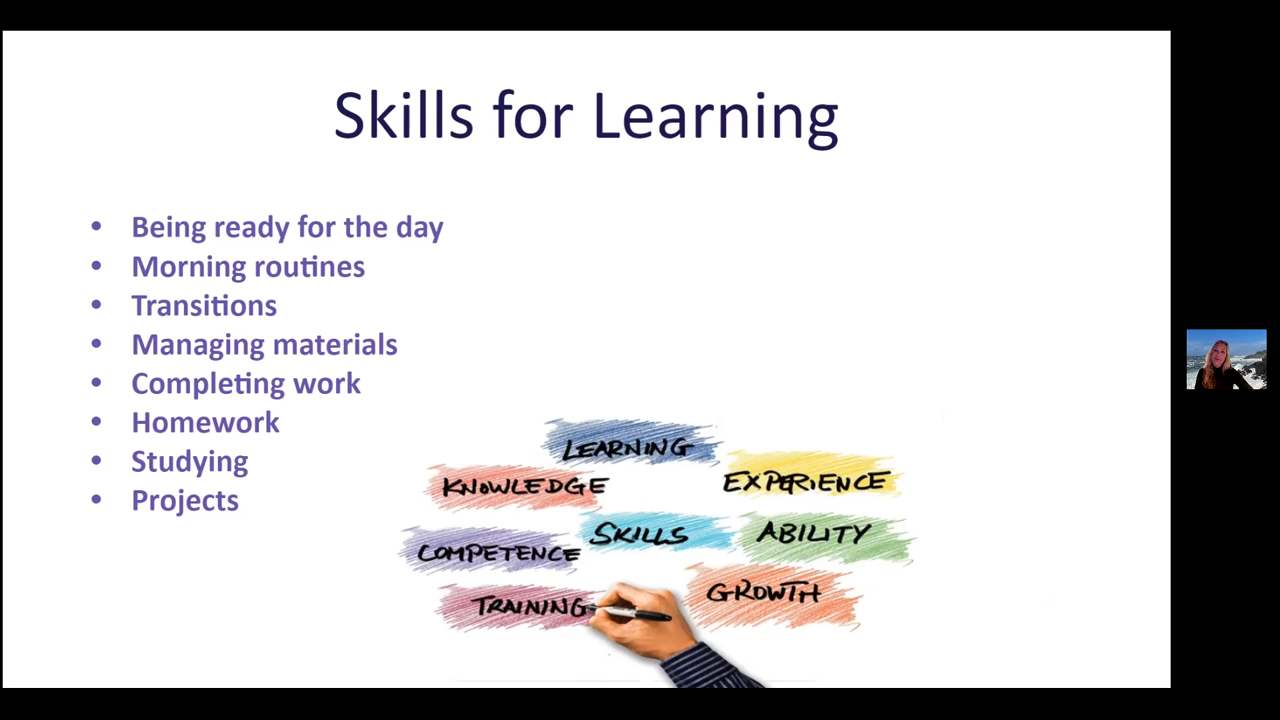 Skills for Learning
• Being ready for the day
• Morning routines
• Transitions
• Managing materials
• Completing work
• Homework
• Studying
• Projects
LEARNING
KNOWLEDGE
EXPERIENCE
SKILLS
ABILITY
COMPETENCE
TRAINING
GROWTH